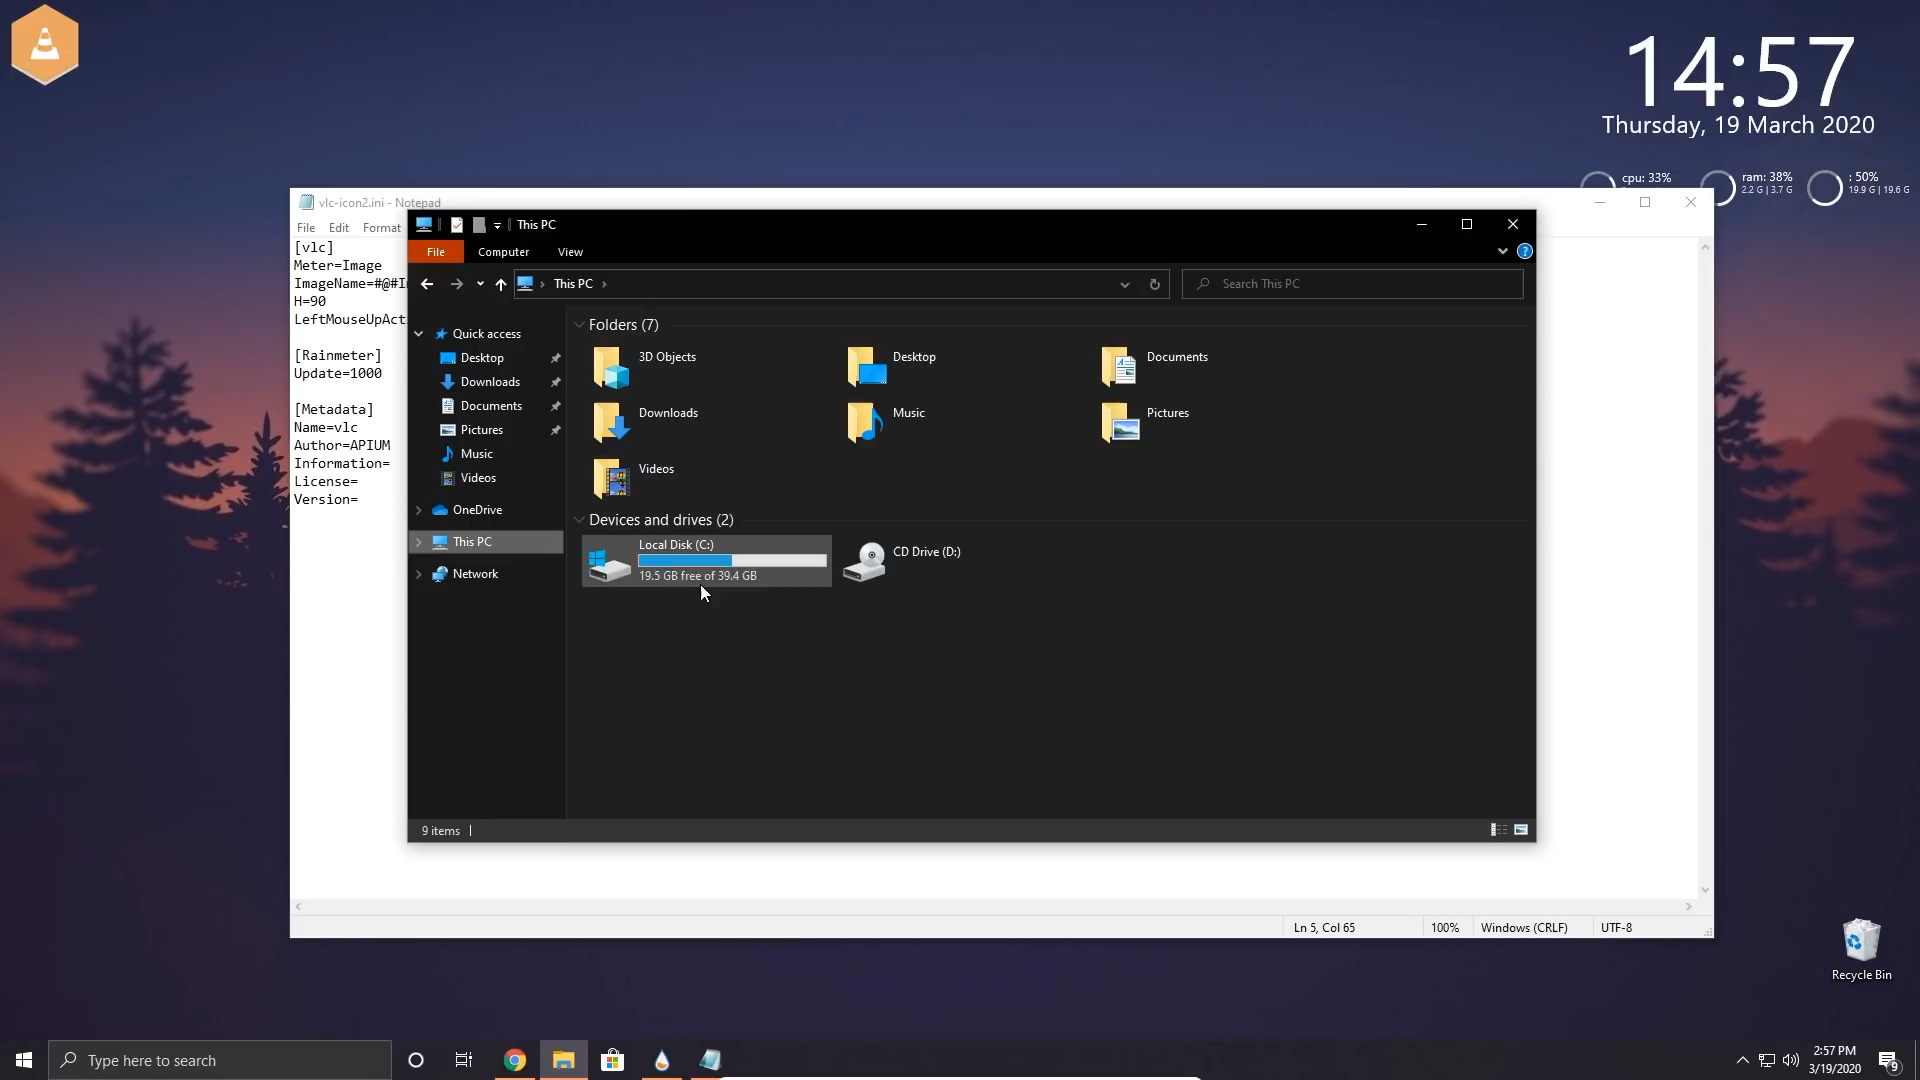 14:57
Thursday, 19 March 2020
cpu: 33%
ram: 38%
2.2 G | 3.7 G
: 50%
19.9 G | 19.6 G
vlc-icon2.ini - Notepad
File Edit Format
[vlc]
Meter=Image
ImageName=#@#I
H=90
LeftMouseUpAct
[Rainmeter]
Update=1000
[Metadata]
Name=vlc
Author=APIUM
Information=
License=
Version=
This PC
File Computer View
This PC
Search This PC
Quick access
Desktop
Downloads
Documents
Pictures
Music
Videos
OneDrive
This PC
Network
Folders (7)
3D Objects
Desktop
Documents
Downloads
Music
Pictures
Videos
Devices and drives (2)
Local Disk (C:)
19.5 GB free of 39.4 GB
CD Drive (D:)
9 items
Ln 5, Col 65
100%
Windows (CRLF)
UTF-8
Recycle Bin
Type here to search
2:57 PM
3/19/2020
9